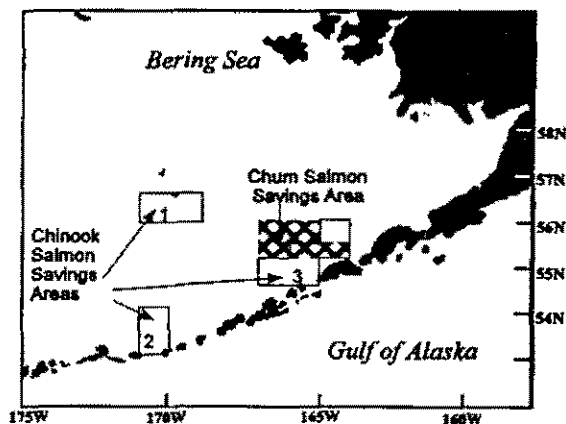 Bering Sea
58N
57N
Chum Salmon
Savings Area
1
56N
Chinook
Salmon
Savings
Areas
3
55N
2
54N
Gulf of Alaska
175W
170W
165W
160W